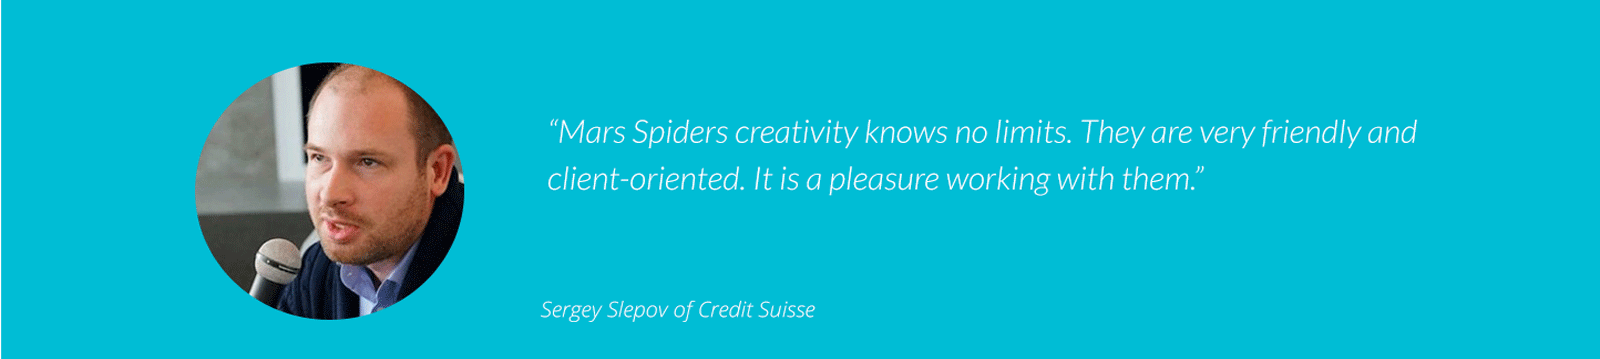 “Mars Spiders creativity knows no limits. They are very friendly and
client-oriented. It is a pleasure working with them.”
Sergey Slepov of Credit Suisse